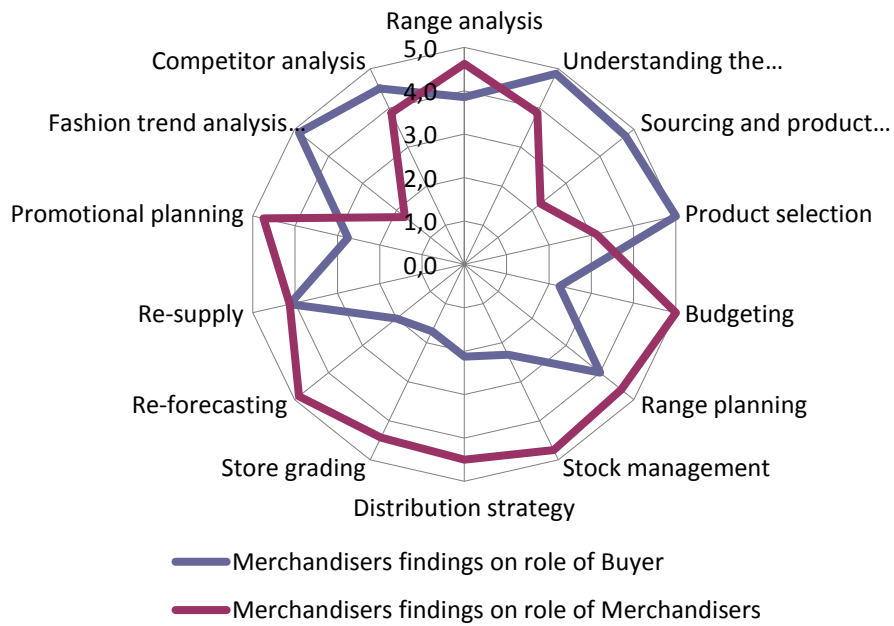 Range analysis
Understanding the...
Sourcing and product...
Product selection
Budgeting
Range planning
Stock management
Distribution strategy
Store grading
Re-forecasting
Re-supply
Promotional planning
Fashion trend analysis...
Competitor analysis
5,0
4,0
3,0
2,0
1,0
0,0
Merchandisers findings on role of Buyer
Merchandisers findings on role of Merchandisers